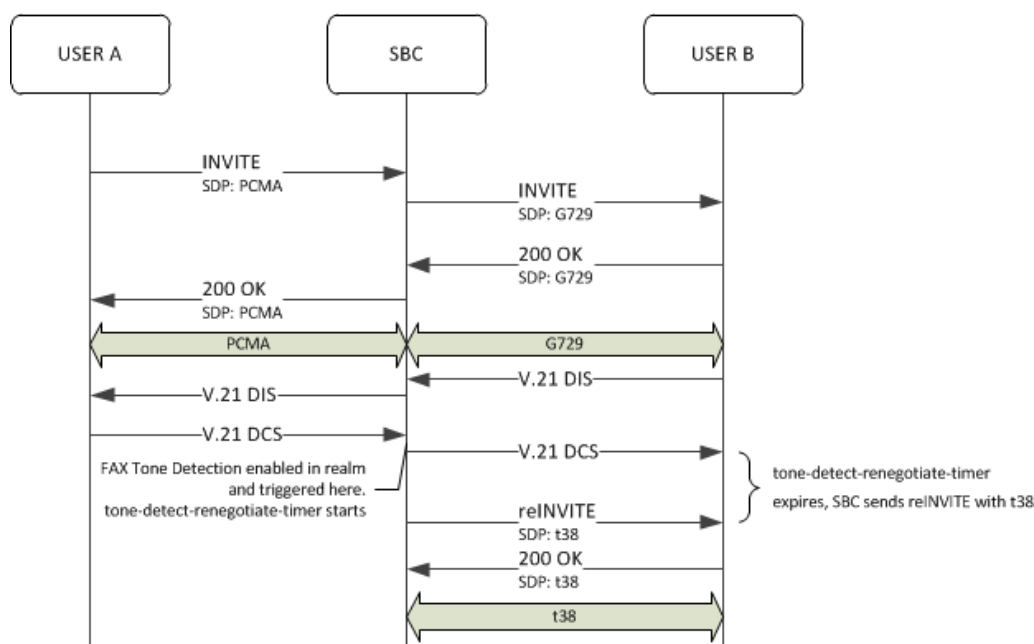 USER A
SBC
USER B
INVITE
SDP: PCMA
INVITE
SDP: G729
200 OK
SDP: G729
200 OK
SDP: PCMA
PCMA
G729
V.21 DIS
V.21 DIS
V.21 DCS
V.21 DCS
FAX Tone Detection enabled in realm
and triggered here.
tone-detect-renegotiate-timer starts
tone-detect-renegotiate-timer
expires, SBC sends reINVITE with t38
reINVITE
SDP: t38
200 OK
SDP: t38
t38